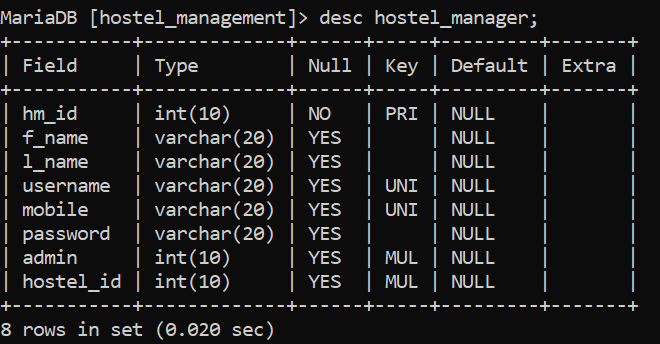 MariaDB [hostel_management]> desc hostel_manager;
+-----------+-------------+------+-----+---------+-------+
| Field     | Type        | Null | Key | Default | Extra |
+-----------+-------------+------+-----+---------+-------+
| hm_id     | int(10)     | NO   | PRI | NULL    |       |
| f_name    | varchar(20) | YES  |     | NULL    |       |
| l_name    | varchar(20) | YES  |     | NULL    |       |
| username  | varchar(20) | YES  | UNI | NULL    |       |
| mobile    | varchar(20) | YES  | UNI | NULL    |       |
| password  | varchar(20) | YES  |     | NULL    |       |
| admin     | int(10)     | YES  | MUL | NULL    |       |
| hostel_id | int(10)     | YES  | MUL | NULL    |       |
+-----------+-------------+------+-----+---------+-------+
8 rows in set (0.020 sec)